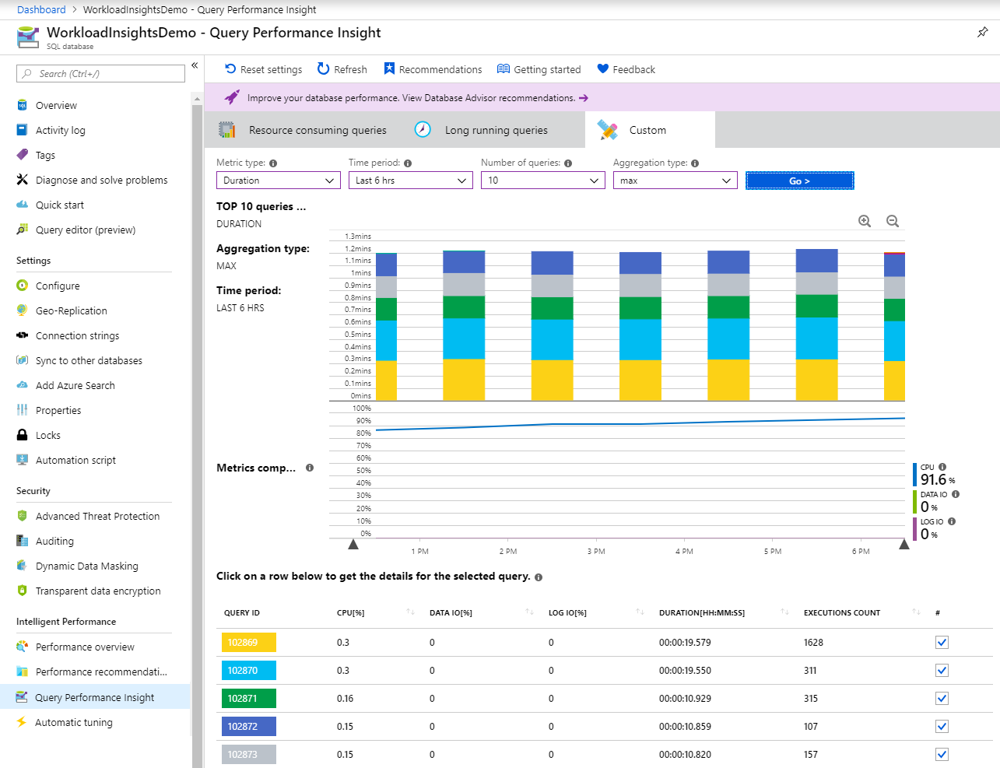 Dashboard > WorkloadInsightsDemo - Query Performance Insight
WorkloadInsightsDemo - Query Performance Insight
SQL database
Search (Ctrl+/)
Overview
Activity log
Tags
Diagnose and solve problems
Quick start
Query editor (preview)
Settings
Configure
Geo-Replication
Connection strings
Sync to other databases
Add Azure Search
Properties
Locks
Automation script
Security
Advanced Threat Protection
Auditing
Dynamic Data Masking
Transparent data encryption
Intelligent Performance
Performance overview
Performance recommendati...
Query Performance Insight
Automatic tuning
Reset settings Refresh Recommendations Getting started Feedback
Improve your database performance. View Database Advisor recommendations. →
Resource consuming queries Long running queries Custom
Metric type: Time period: Number of queries: Aggregation type:
Duration Last 6 hrs 10 max Go >
TOP 10 queries ...
DURATION
Aggregation type:
MAX
Time period:
LAST 6 HRS
1.3mins
1.2mins
1.1mins
1mins
0.9mins
0.8mins
0.7mins
0.6mins
0.5mins
0.4mins
0.3mins
0.2mins
0.1mins
0mins
100%
90%
80%
70%
60%
50%
40%
30%
20%
10%
0%
Metrics comp...
CPU
91.6 %
DATA IO
0 %
LOG IO
0 %
1 PM 2 PM 3 PM 4 PM 5 PM 6 PM
Click on a row below to get the details for the selected query.
QUERY ID CPU[%] DATA IO[%] LOG IO[%] DURATION[HH:MM:SS] EXECUTIONS COUNT #
102869 0.3 0 0 00:00:19.579 1628
102870 0.3 0 0 00:00:19.550 311
102871 0.16 0 0 00:00:10.929 315
102872 0.15 0 0 00:00:10.859 107
102873 0.15 0 0 00:00:10.820 157